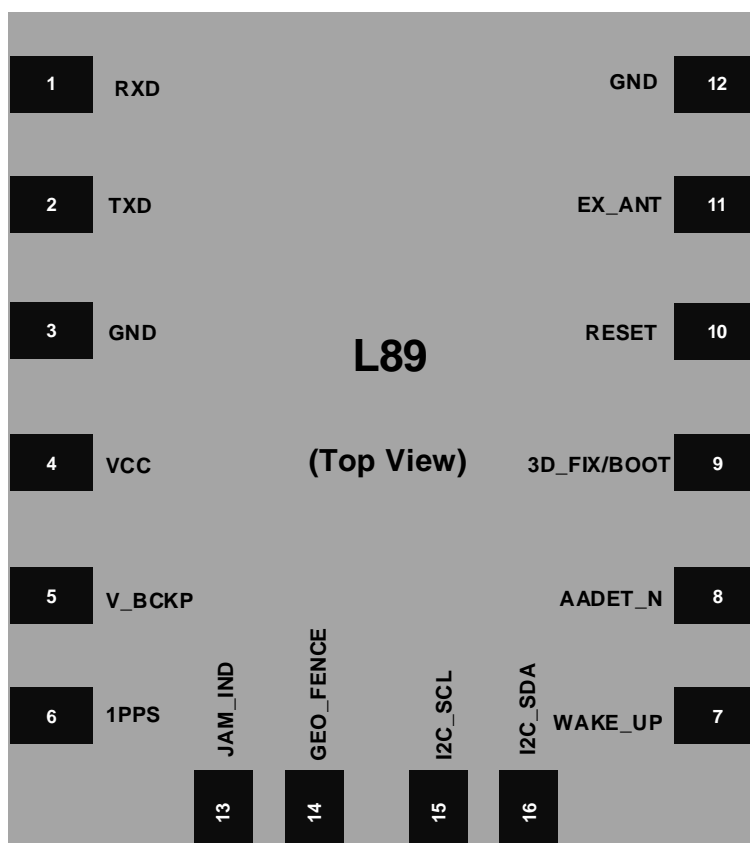 1 RXD GND 12
2 TXD EX_ANT 11
3 GND RESET 10
L89
4 VCC (Top View) 3D_FIX/BOOT 9
5 V_BCKP AADET_N 8
6 1PPS WAKE_UP 7
JAM_IND
GEO_FENCE
I2C_SCL
I2C_SDA
13 14 15 16